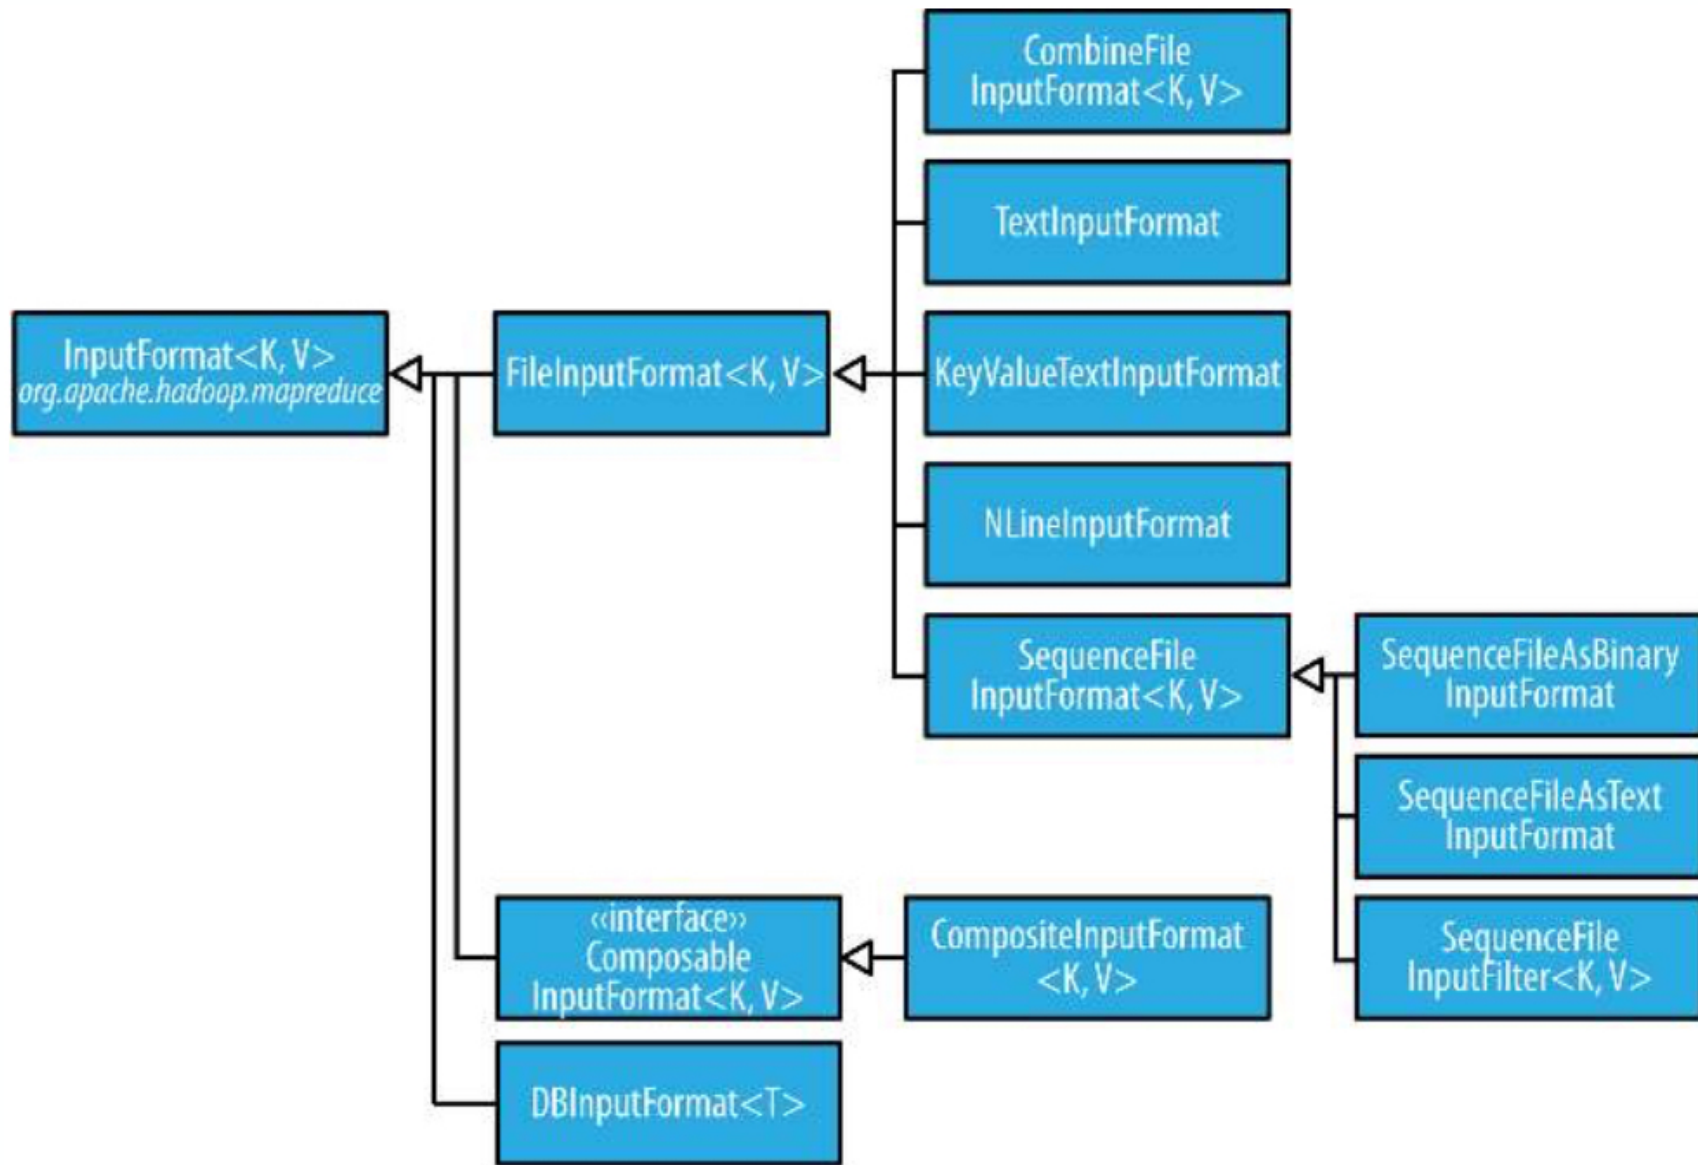 CombineFile
InputFormat<K, V>
TextInputFormat
InputFormat<K, V>
org.apache.hadoop.mapreduce
FileInputFormat<K, V>
KeyValueTextInputFormat
NLineInputFormat
SequenceFile
InputFormat<K, V>
SequenceFileAsBinary
InputFormat
SequenceFileAsText
InputFormat
«interface»
Composable
InputFormat<K, V>
CompositeInputFormat
<K, V>
SequenceFile
InputFilter<K, V>
DBInputFormat<T>